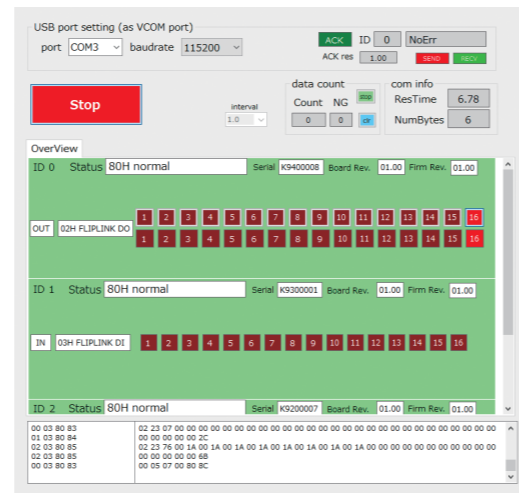 USB port setting (as VCOM port)
port COM3 baudrate 115200
ACK ID 0 NoErr
ACK res 1.00 SEND RECV
Stop
interval
1.0
data count
Count NG stop
0 0 clr
com info
ResTime 6.78
NumBytes 6
OverView
ID 0 Status 80H normal Serial K9400008 Board Rev. 01.00 Firm Rev. 01.00
OUT 02H FLIPLINK DO
1 2 3 4 5 6 7 8 9 10 11 12 13 14 15 16
1 2 3 4 5 6 7 8 9 10 11 12 13 14 15 16
ID 1 Status 80H normal Serial K9300001 Board Rev. 01.00 Firm Rev. 01.00
IN 03H FLIPLINK DI 1 2 3 4 5 6 7 8 9 10 11 12 13 14 15 16
ID 2 Status 80H normal Serial K9200007 Board Rev. 01.00 Firm Rev. 01.00
00 03 80 83
01 03 80 84
02 03 80 85
02 03 80 85
00 03 80 83
02 23 07 00 00 00 00 00 00 00 00 00 00 00 00 00 00 00 00 00 00 00 00 00 00 00 00 00 00 00 00
00 00 00 00 00 2C
02 23 76 00 1A 00 1A 00 1A 00 1A 00 1A 00 1A 00 1A 00 1A 00 00 00 00 00 00 00 00 00 00 00 00
00 00 00 00 00 6B
00 05 07 00 80 8C